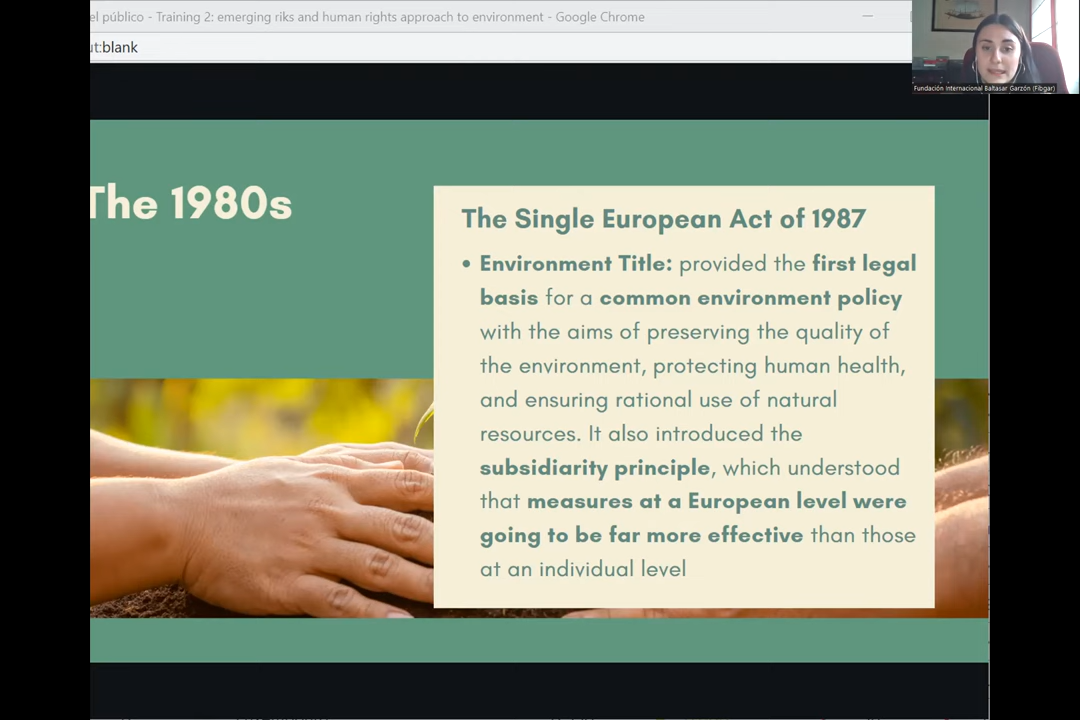 el público - Training 2: emerging riks and human rights approach to environment - Google Chrome
ut:blank
Fundación Internacional Baltasar Garzón (Fibgar)
The 1980s
The Single European Act of 1987
• Environment Title: provided the first legal
basis for a common environment policy
with the aims of preserving the quality of
the environment, protecting human health,
and ensuring rational use of natural
resources. It also introduced the
subsidiarity principle, which understood
that measures at a European level were
going to be far more effective than those
at an individual level